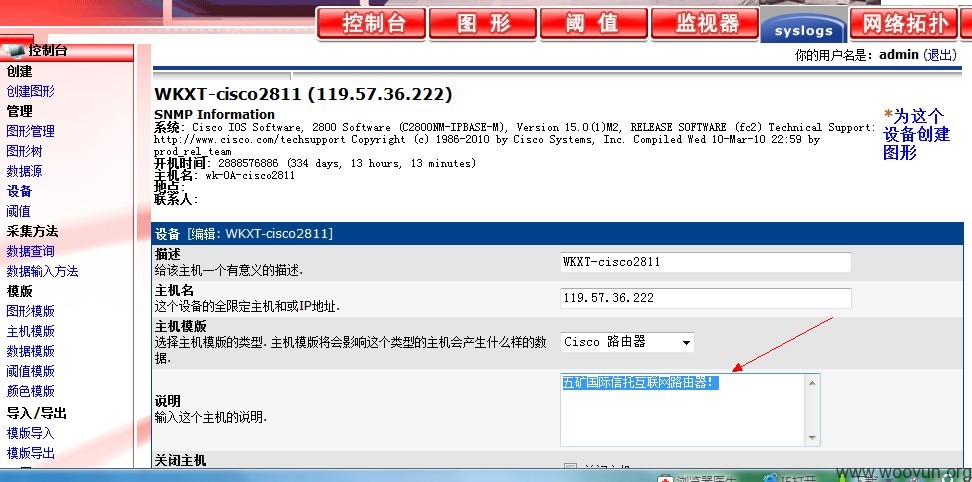 控制台 图形 阈值 监视器 syslogs 网络拓扑
控制台
你的用户名是: admin (退出)
创建
创建图形
管理
图形管理
图形树
数据源
设备
阈值
采集方法
数据查询
数据输入方法
模版
图形模版
主机模版
数据模版
阈值模版
颜色模版
导入/导出
模版导入
模版导出
WKXT-cisco2811 (119.57.36.222)
SNMP Information
系统: Cisco IOS Software, 2800 Software (C2800NM-IPBASE-M), Version 15.0(1)M2, RELEASE SOFTWARE (fc2) Technical Support:
http://www.cisco.com/techsupport Copyright (c) 1986-2010 by Cisco Systems, Inc. Compiled Wed 10-Mar-10 22:59 by
prod_rel_team
开机时间: 2888576886 (334 days, 13 hours, 13 minutes)
主机名: wk-OA-cisco2811
地点:
联系人:
*为这个
设备创建
图形
设备 [编辑: WKXT-cisco2811]
描述
给该主机一个有意义的描述.
WKXT-cisco2811
主机名
这个设备的全限定主机和或IP地址.
119.57.36.222
主机模版
选择主机模版的类型. 主机模版将会影响这个类型的主机会产生什么样的数
据.
Cisco 路由器
说明
输入这个主机的说明.
五矿国际信托互联网路由器!
关闭主机
www.wooyun.org